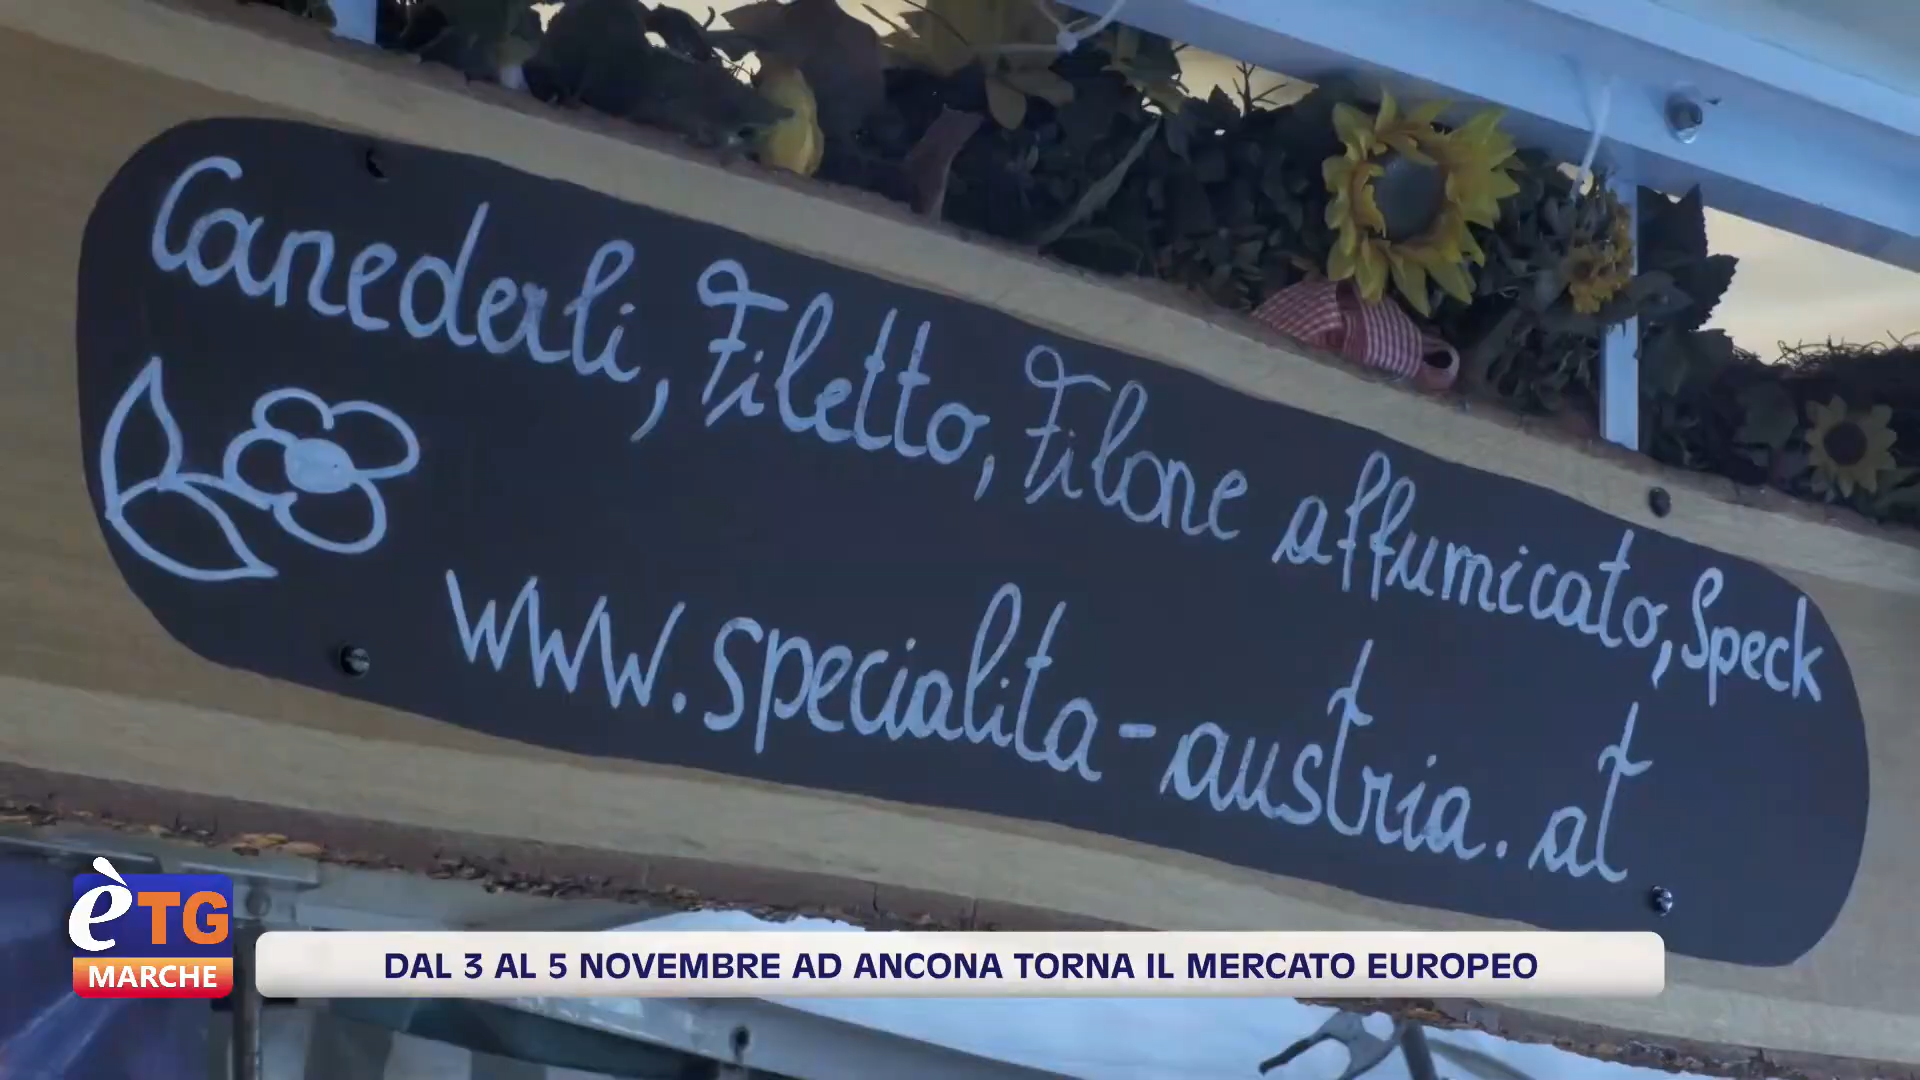 Canederli, Filetto, Filone affumicato, Speck
www.specialita-austria.at
èTG
MARCHE
DAL 3 AL 5 NOVEMBRE AD ANCONA TORNA IL MERCATO EUROPEO